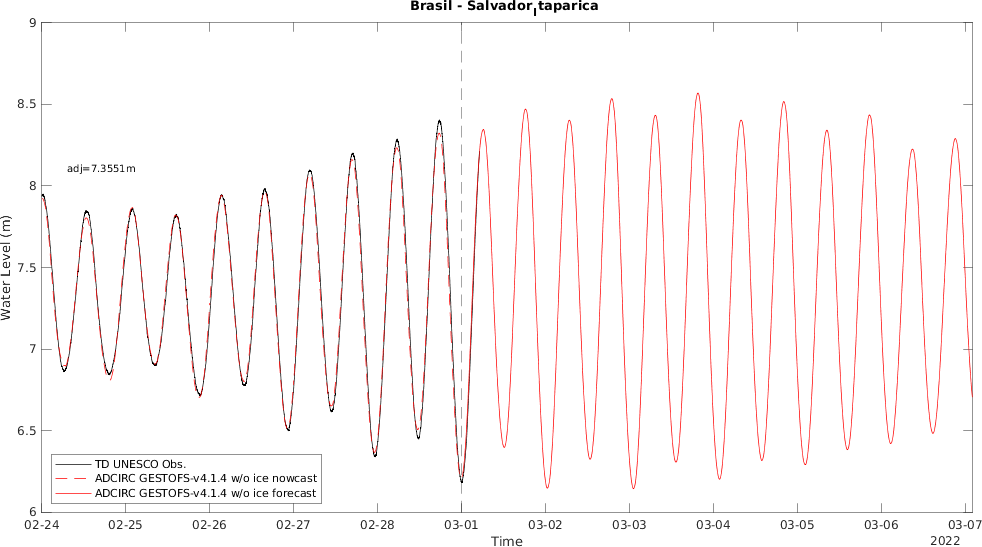 Brasil - Salvador_Itaparica
9
8.5
8
7.5
7
6.5
6
Water Level (m)
adj=7.3551m
TD UNESCO Obs.
ADCIRC GESTOFS-v4.1.4 w/o ice nowcast
ADCIRC GESTOFS-v4.1.4 w/o ice forecast
02-24 02-25 02-26 02-27 02-28 03-01 03-02 03-03 03-04 03-05 03-06 03-07
Time
2022